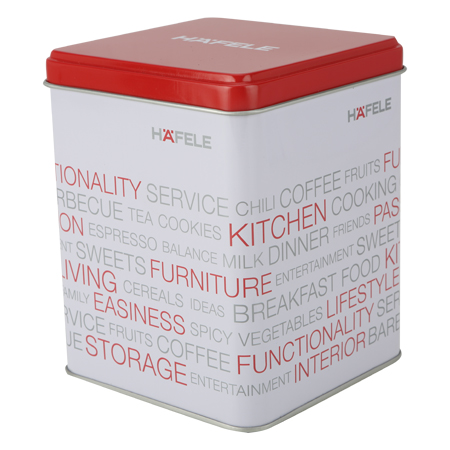 HÄFELE
HÄFELE
HÄFELE
TIONALITY SERVICE CHILI COFFEE FRUITS FU
RBECUE TEA COOKIES KITCHEN COOKING
ON ESPRESSO BALANCE MILK DINNER FRIENDS PAS
NT SWEETS FURNITURE ENTERTAINMENT SWEET
LIVING CEREALS IDEAS BREAKFAST FOOD KIT
AMILY EASINESS SPICY VEGETABLES LIFESTYLE
VICE FRUITS COFFEE FUNCTIONALITY SER
UE STORAGE ENTERTAINMENT INTERIOR BARB